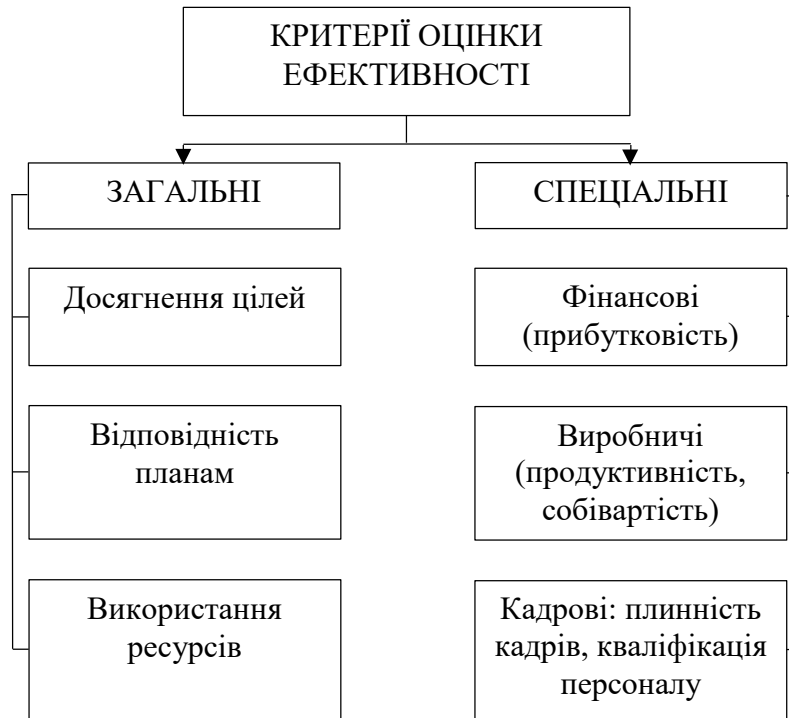 КРИТЕРІЇ ОЦІНКИ
ЕФЕКТИВНОСТІ
ЗАГАЛЬНІ
СПЕЦІАЛЬНІ
Досягнення цілей
Фінансові
(прибутковість)
Відповідність
планам
Виробничі
(продуктивність,
собівартість)
Використання
ресурсів
Кадрові: плинність
кадрів, кваліфікація
персоналу